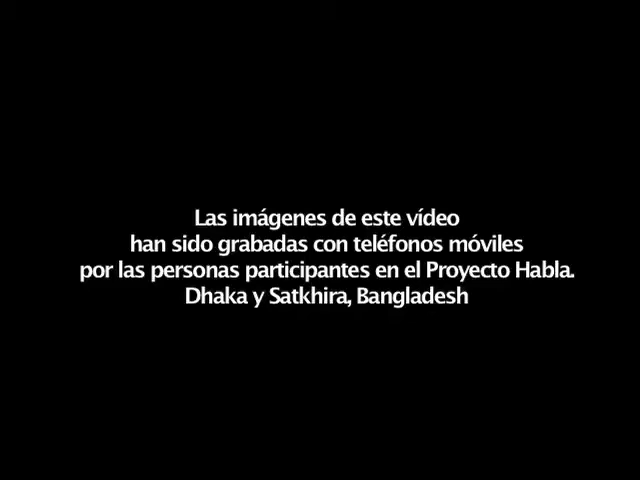 Las imágenes de este vídeo
han sido grabadas con teléfonos móviles
por las personas participantes en el Proyecto Habla.
Dhaka y Satkhira, Bangladesh